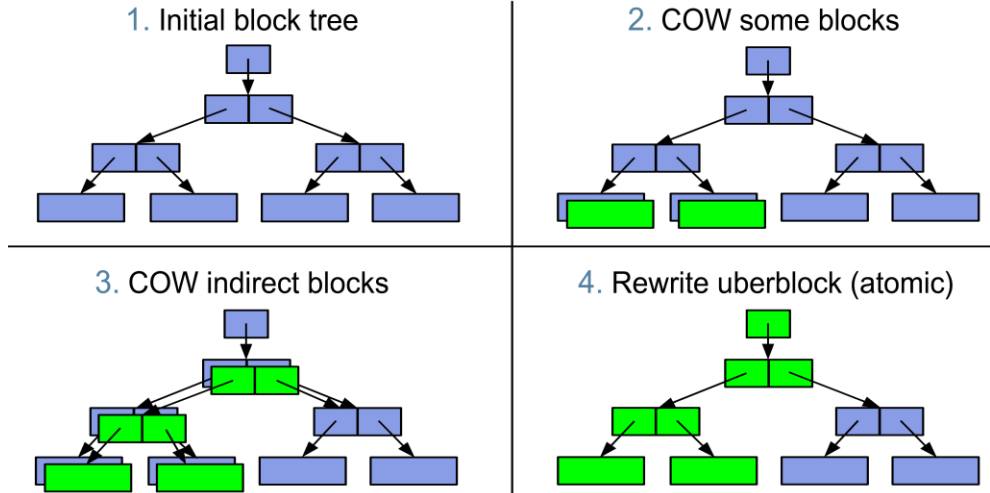 1. Initial block tree
2. COW some blocks
3. COW indirect blocks
4. Rewrite uberblock (atomic)